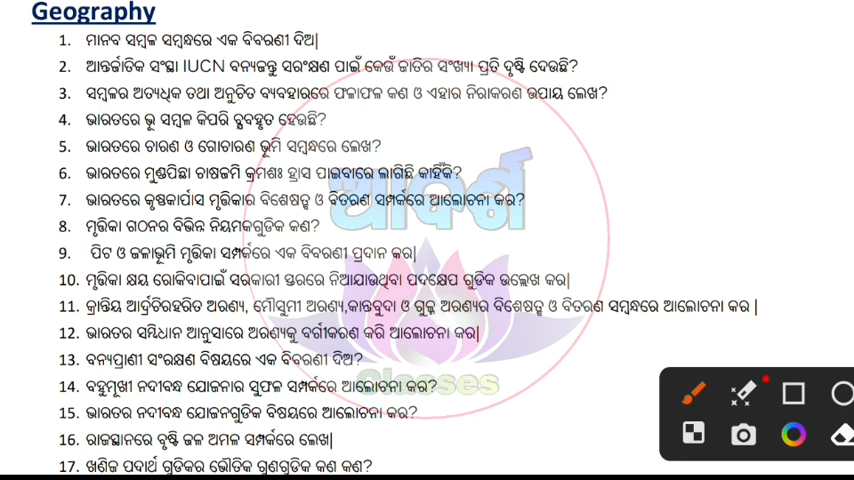 Geography
1. ମାନବ ସମ୍ବଳ ସମ୍ବନ୍ଧରେ ଏକ ବିବରଣୀ ଦିଅ|
2. ଆନ୍ତର୍ଜାତିକ ସଂସ୍ଥା IUCN ବନ୍ୟଜନ୍ତୁ ସରଂକ୍ଷଣ ପାଇଁ କେଉଁ ଜାତିର ସଂଖ୍ୟା ପ୍ରତି ଦୃଷ୍ଟି ଦେଉଛି?
3. ସମ୍ବଳର ଅତ୍ୟଧିକ ତଥା ଅନୁଚିତ ବ୍ୟବହାରରେ ଫଳାଫଳ କଣ ଓ ଏହାର ନିରାକରଣ ଉପାୟ ଲେଖ?
4. ଭାରତରେ ଭୂ ସମ୍ବଳ କିପରି ବ୍ଯବହୃତ ହେଉଛି?
5. ଭାରତରେ ଚାରଣ ଓ ଗୋଚାରଣ ଭୂମି ସମ୍ବନ୍ଧରେ ଲେଖ?
6. ଭାରତରେ ମୁଣ୍ଡପିଛା ଚାଷଜମି କ୍ରମଶଃ ହ୍ରାସ ପାଇବାରେ ଲାଗିଛି କାହିଁକି?
7. ଭାରତରେ କୃଷ୍ଣକାର୍ପାସ ମୃତ୍ତିକାର ବିଶେଷତ୍ବ ଓ ବିତରଣ ସମ୍ପର୍କରେ ଆଲୋଚନା କର?
8. ମୃତ୍ତିକା ଗଠନର ବିଭିନ୍ନ ନିୟମକଗୁଡିକ କଣ?
9. ପିଟ ଓ ଜଳାଭୂମି ମୃତ୍ତିକା ସମ୍ପର୍କରେ ଏକ ବିବରଣୀ ପ୍ରଦାନ କର|
10. ମୃତ୍ତିକା କ୍ଷୟ ରୋକିବାପାଇଁ ସରକାରୀ ସ୍ତରରେ ନିଆଯାଉଥିବା ପଦକ୍ଷେପ ଗୁଡିକ ଉଲ୍ଲେଖ କର|
11. କ୍ରାନ୍ତିୟ ଆର୍ଦ୍ରଚିରହରିତ ଅରଣ୍ୟ, ମୌସୁମୀ ଅରଣ୍ୟ,କାନ୍ତବୁଦା ଓ ଗୁଳ୍ମ ଅରଣ୍ୟର ବିଶେଷତ୍ବ ଓ ବିତରଣ ସମ୍ବନ୍ଧରେ ଆଲୋଚନା କର |
12. ଭାରତର ସମ୍ବିଧାନ ଆନୁସାରେ ଅରଣ୍ୟକୁ ବର୍ଗୀକରଣ କରି ଆଲୋଚନା କର|
13. ବନ୍ୟପ୍ରାଣୀ ସଂରକ୍ଷଣ ବିଷୟରେ ଏକ ବିବରଣୀ ଦିଅ?
14. ବହୁମୂଖୀ ନଦୀବନ୍ଧ ଯୋଜନାର ସୁଫଳ ସମ୍ପର୍କରେ ଆଲୋଚନା କର?
15. ଭାରତର ନଦୀବନ୍ଧ ଯୋଜନାଗୁଡିକ ବିଷୟରେ ଆଲୋଚନା କର?
16. ରାଜସ୍ଥାନରେ ବୃଷ୍ଟି ଜଳ ଅମଳ ସମ୍ପର୍କରେ ଲେଖ|
17. ଖଣିଜ ପଦାର୍ଥ ଗୁଡିକର ଭୌତିକ ଗୁଣଗୁଡିକ କଣ କଣ?
ଆଦର୍ଶ
Classes